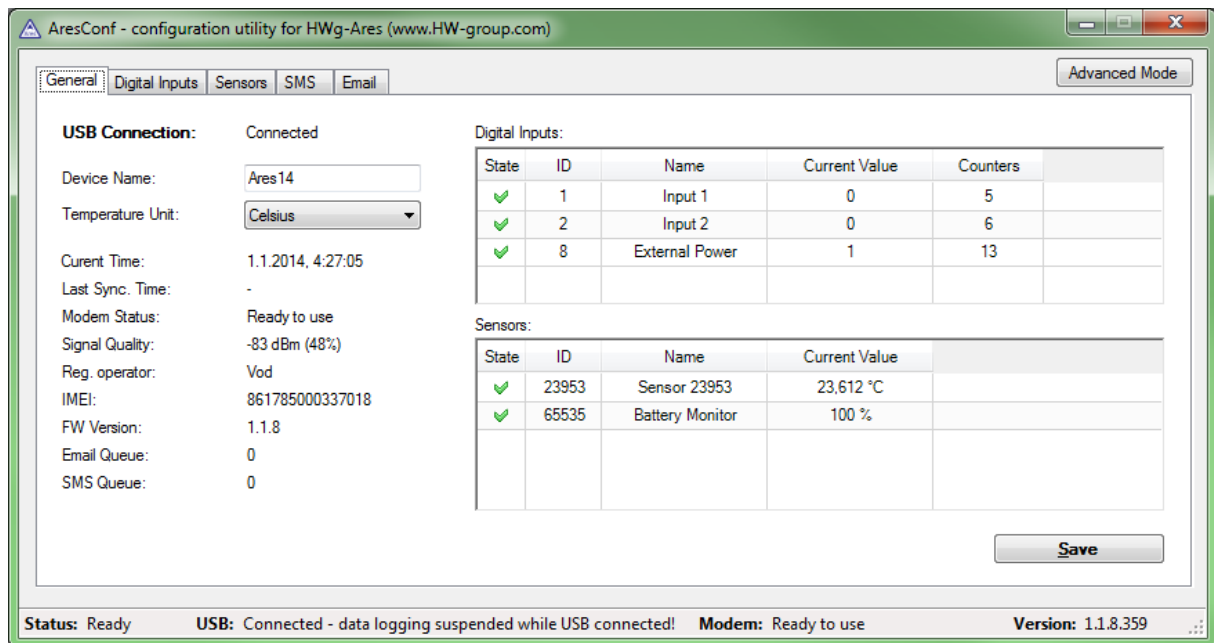 AresConf - configuration utility for HWg-Ares (www.HW-group.com)
General Digital Inputs Sensors SMS Email Advanced Mode
USB Connection: Connected
Device Name: Ares14
Temperature Unit: Celsius
Curent Time: 1.1.2014, 4:27:05
Last Sync. Time: -
Modem Status: Ready to use
Signal Quality: -83 dBm (48%)
Reg. operator: Vod
IMEI: 861785000337018
FW Version: 1.1.8
Email Queue: 0
SMS Queue: 0
Digital Inputs:
State ID Name Current Value Counters
1 Input 1 0 5
2 Input 2 0 6
8 External Power 1 13
Sensors:
State ID Name Current Value
23953 Sensor 23953 23,612 °C
65535 Battery Monitor 100 %
Save
Status: Ready USB: Connected - data logging suspended while USB connected! Modem: Ready to use Version: 1.1.8.359